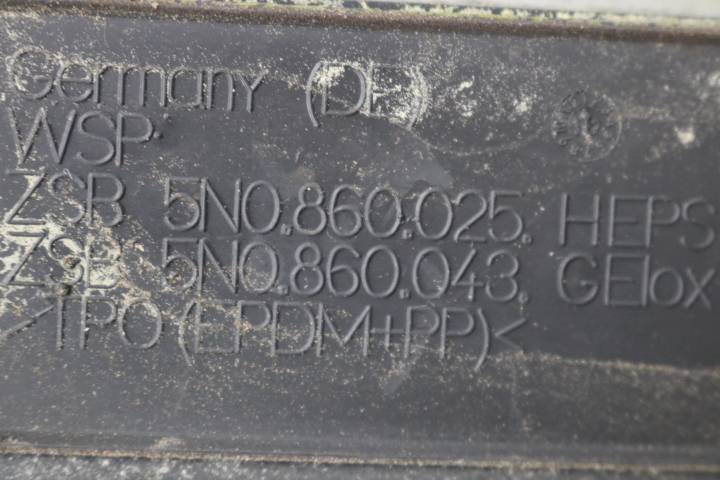 Germany (DE)
WSP
ZSB 5N0.860.025. HEPS
ZSB 5N0.860.043. GElox
>TPO(EPDM+PP)<